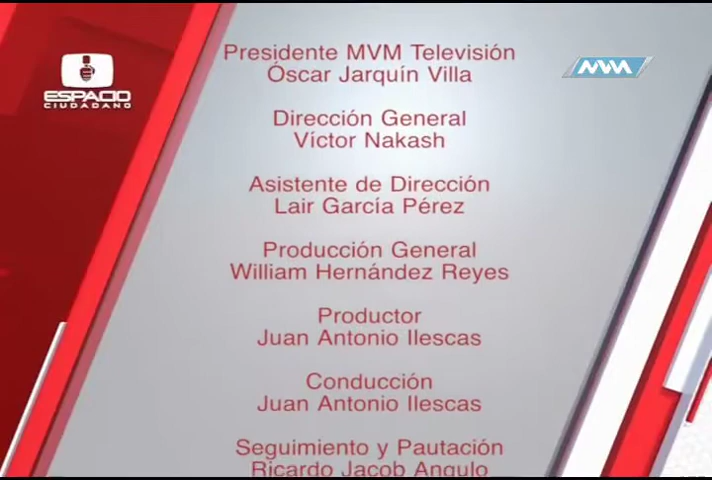 Presidente MVM Televisión
Óscar Jarquín Villa
MVM
ESPACIO
CIUDADANO
Dirección General
Víctor Nakash
Asistente de Dirección
Lair García Pérez
Producción General
William Hernández Reyes
Productor
Juan Antonio Ilescas
Conducción
Juan Antonio Ilescas
Seguimiento y Pautación
Ricardo Jacob Angulo